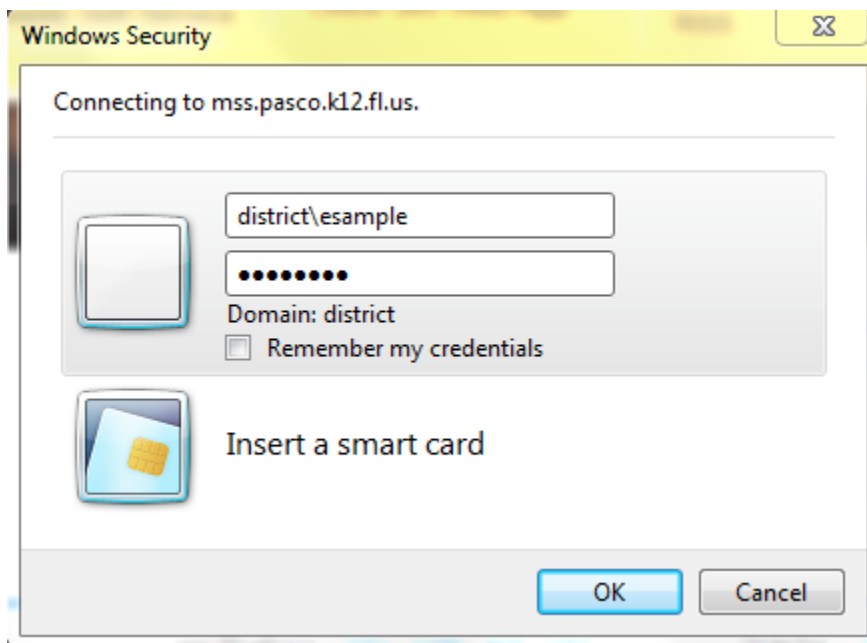 Windows Security
Connecting to mss.pasco.k12.fl.us.
district\esample
••••••••
Domain: district
Remember my credentials
Insert a smart card
OK
Cancel